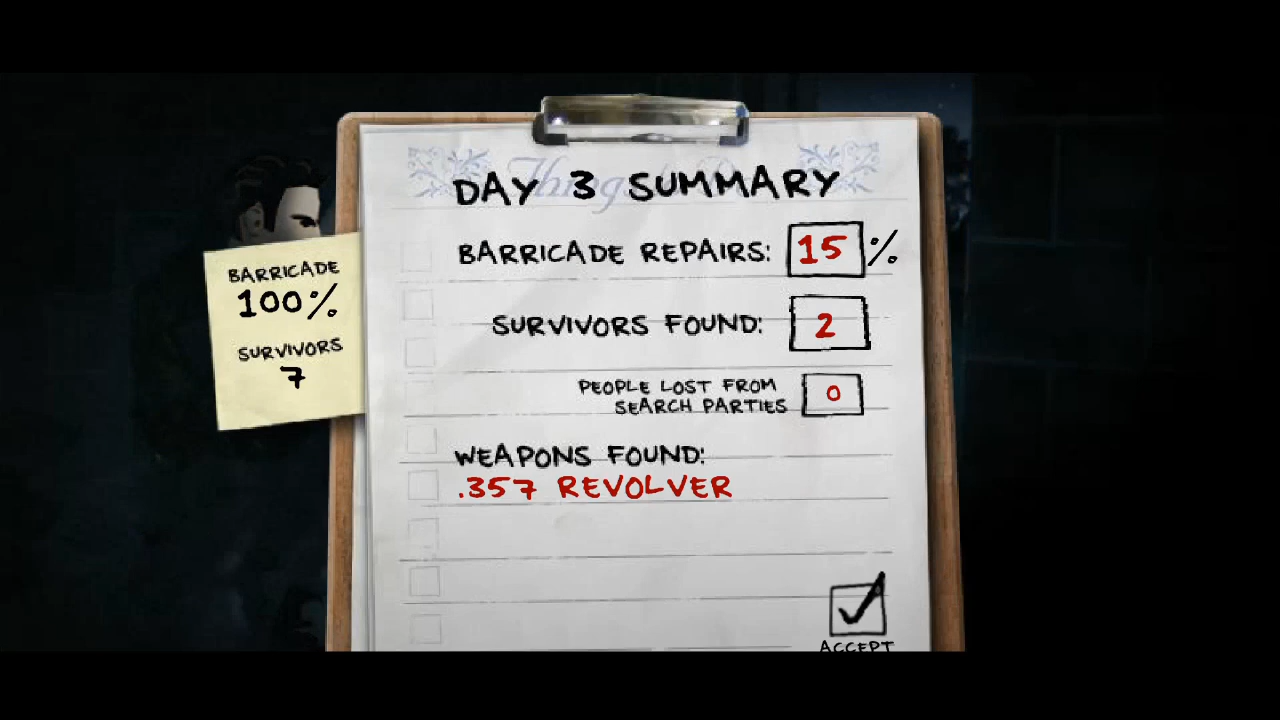 Things
DAY 3 SUMMARY
BARRICADE REPAIRS: 15 %
SURVIVORS FOUND: 2
PEOPLE LOST FROM
SEARCH PARTIES 0
WEAPONS FOUND:
.357 REVOLVER
ACCEPT
BARRICADE
100%
SURVIVORS
7